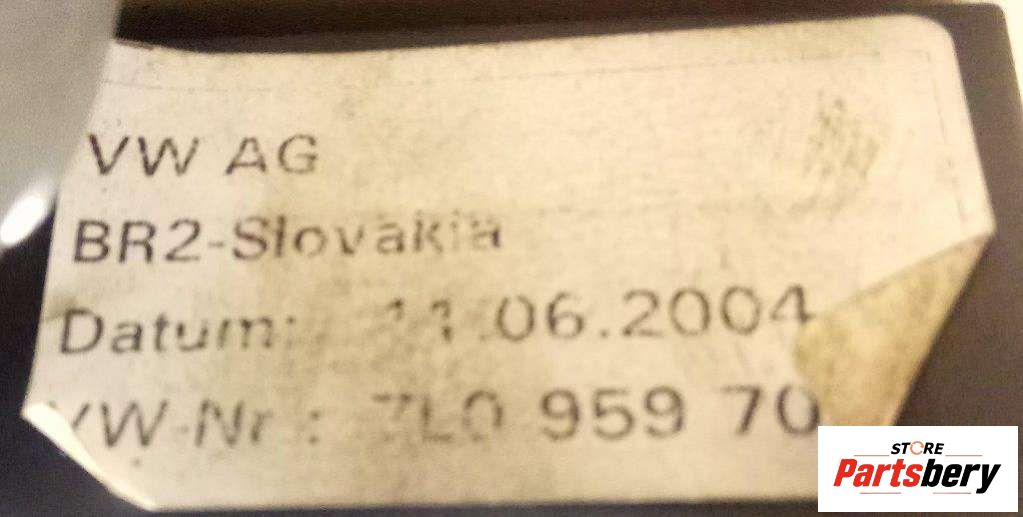 VW AG
BR2-Slovakia
Datum: 11.06.2004
VW-Nr.: 7L0 959 70
STORE
Partsbery